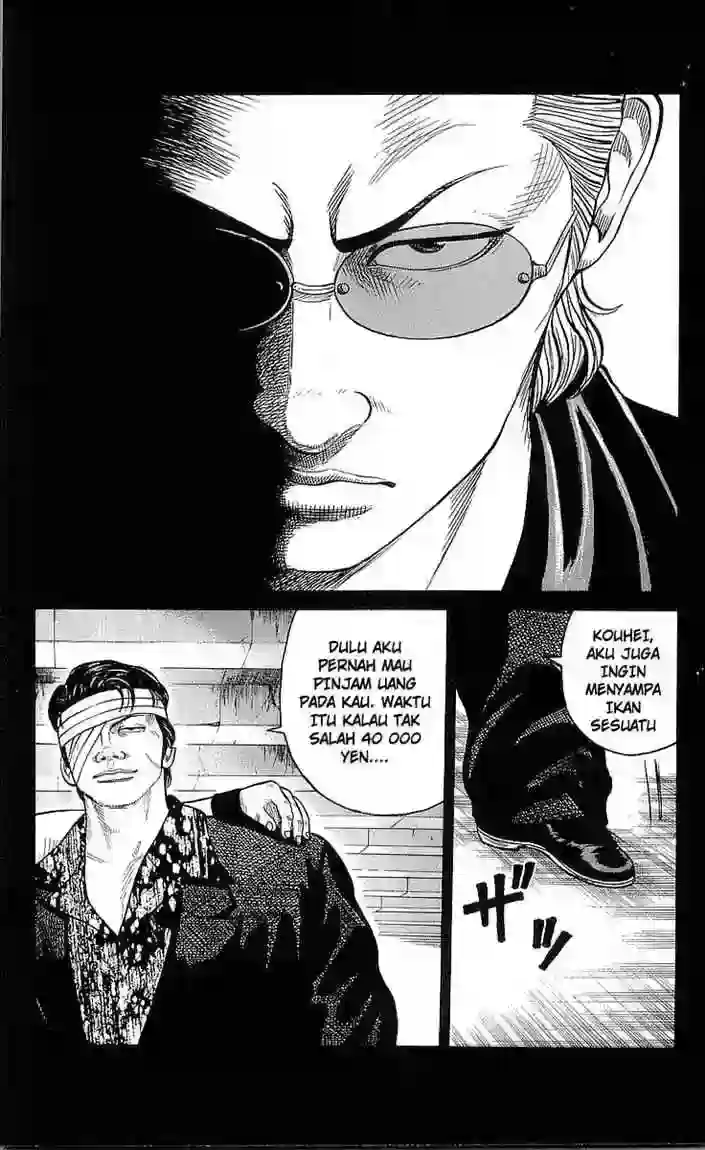 KOUHEI,
AKU JUGA
INGIN
MENYAMPA
IKAN
SESUATU
ザッ
DULU AKU
PERNAH MAU
PINJAM UANG
PADA KAU. WAKTU
ITU KALAU TAK
SALAH 40 000
YEN....